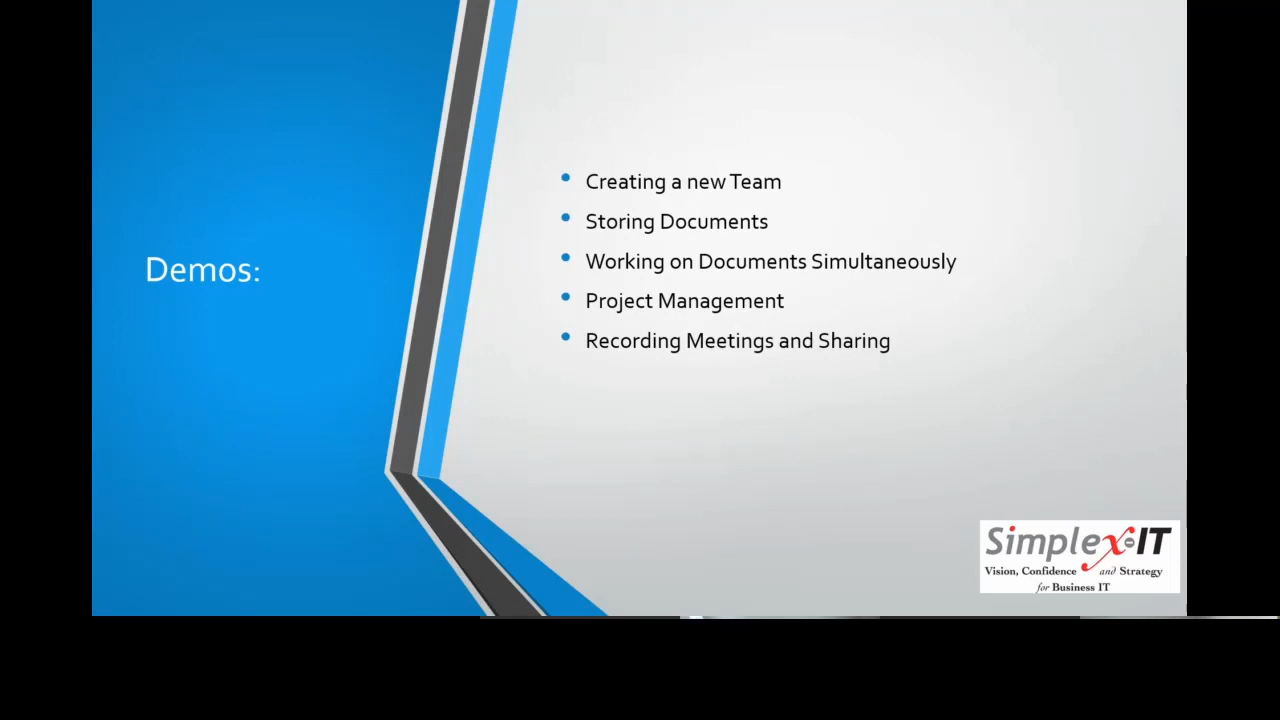 Demos:
Creating a new Team
Storing Documents
Working on Documents Simultaneously
Project Management
Recording Meetings and Sharing
Simplex-IT
Vision, Confidence and Strategy
for Business IT